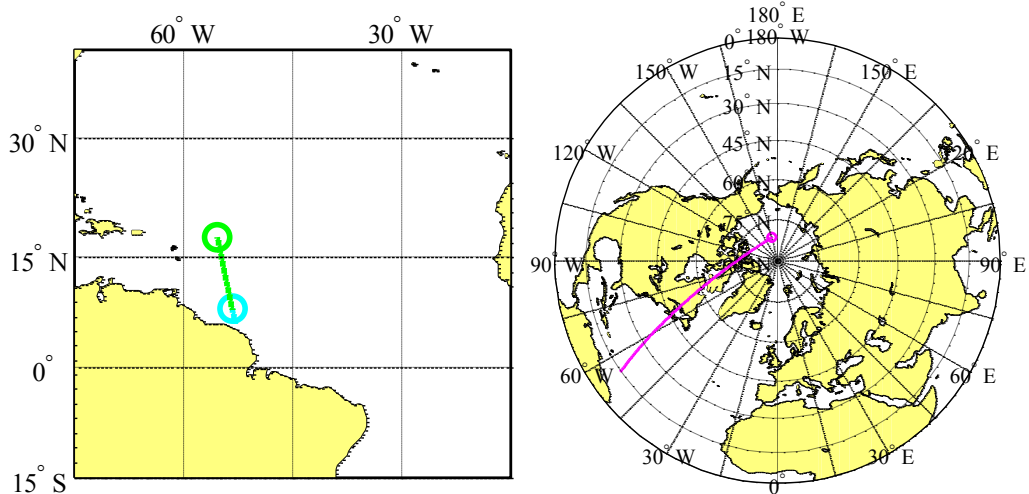 60° W
30° W
30° N
15° N
0°
15° S
180° E
180° W
0°
15° N
30° N
45° N
60° N
N
150° W
150° E
120° W
120° E
90° W
90° E
60° W
60° E
30° W
30° E
0°